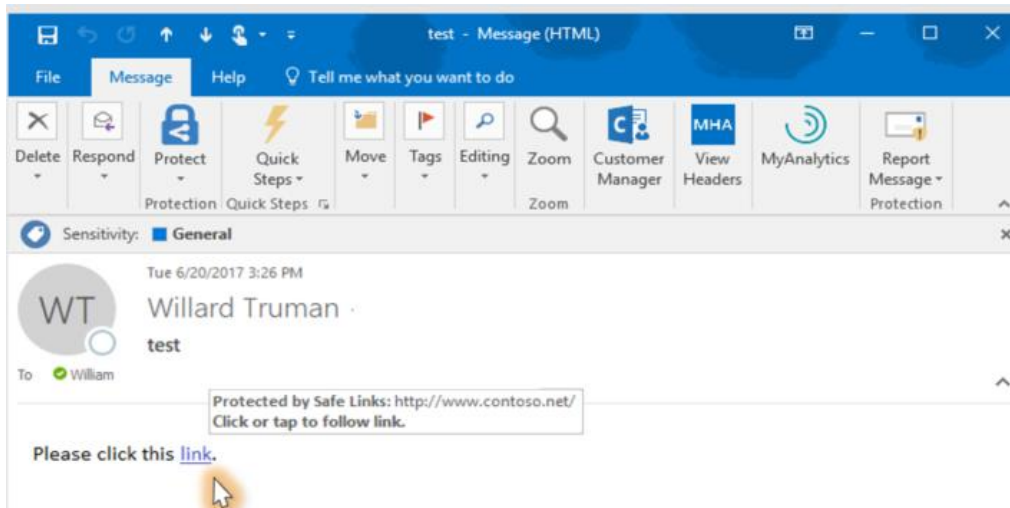 test - Message (HTML)
File Message Help Tell me what you want to do
Delete Respond Protect Quick Steps Move Tags Editing Zoom Customer Manager View Headers MyAnalytics Report Message
C MHA
Protection Quick Steps Zoom Protection
Sensitivity: General
Tue 6/20/2017 3:26 PM
WT
Willard Truman
test
To William
Protected by Safe Links: http://www.contoso.net/
Click or tap to follow link.
Please click this link.